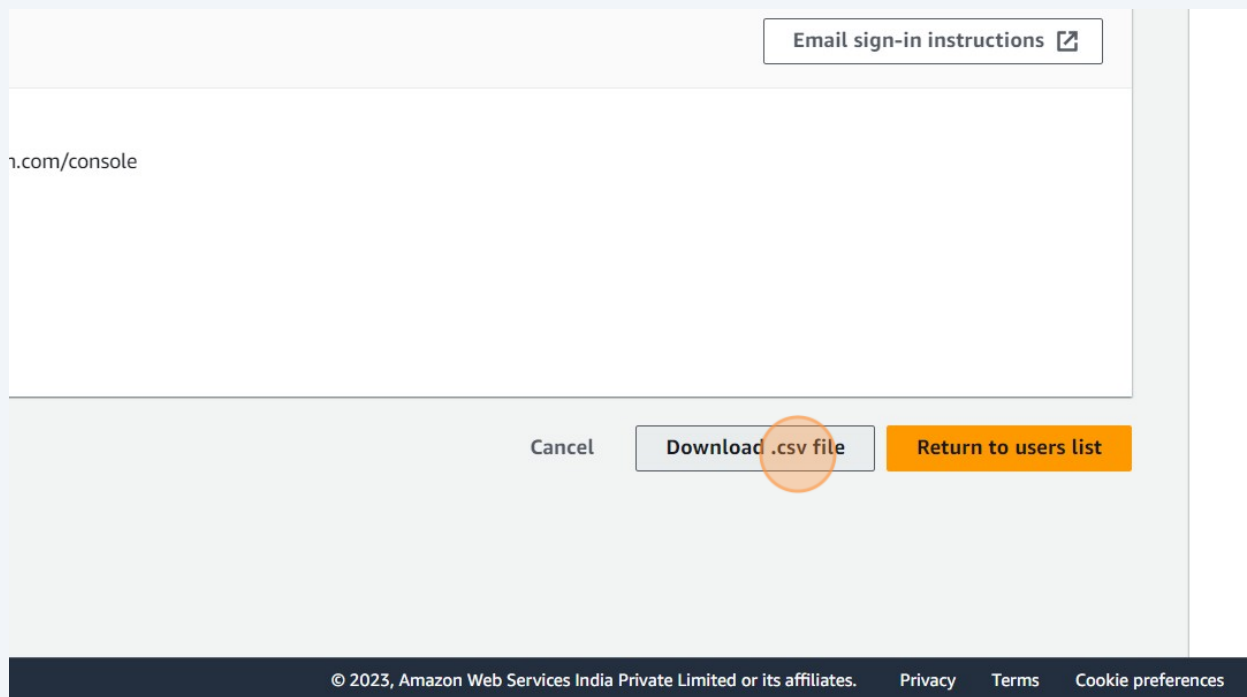 Email sign-in instructions
.com/console
Cancel
Download .csv file
Return to users list
© 2023, Amazon Web Services India Private Limited or its affiliates. Privacy Terms Cookie preferences